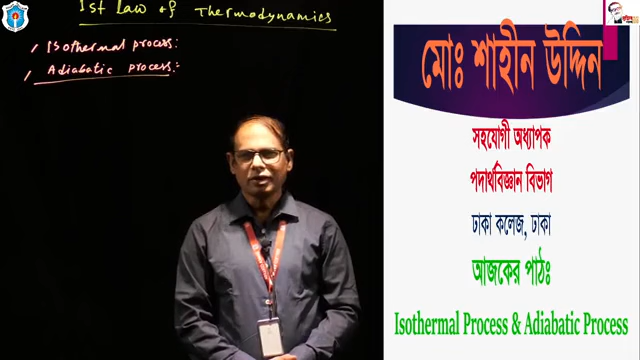 1st Law of Thermodynamics
Isothermal process:
Adiabatic process:-
মোঃ শাহীন উদ্দিন
সহযোগী অধ্যাপক
পদার্থবিজ্ঞান বিভাগ
ঢাকা কলেজ, ঢাকা
আজকের পাঠঃ
Isothermal Process & Adiabatic Process